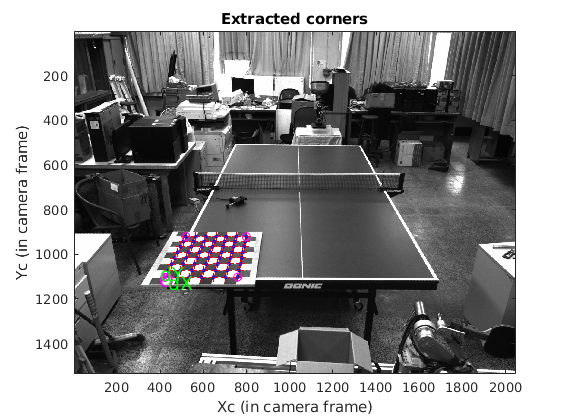 Extracted corners
Yc (in camera frame)
200
400
600
800
1000
1200
1400
DONIC
O
dX
200 400 600 800 1000 1200 1400 1600 1800 2000
Xc (in camera frame)